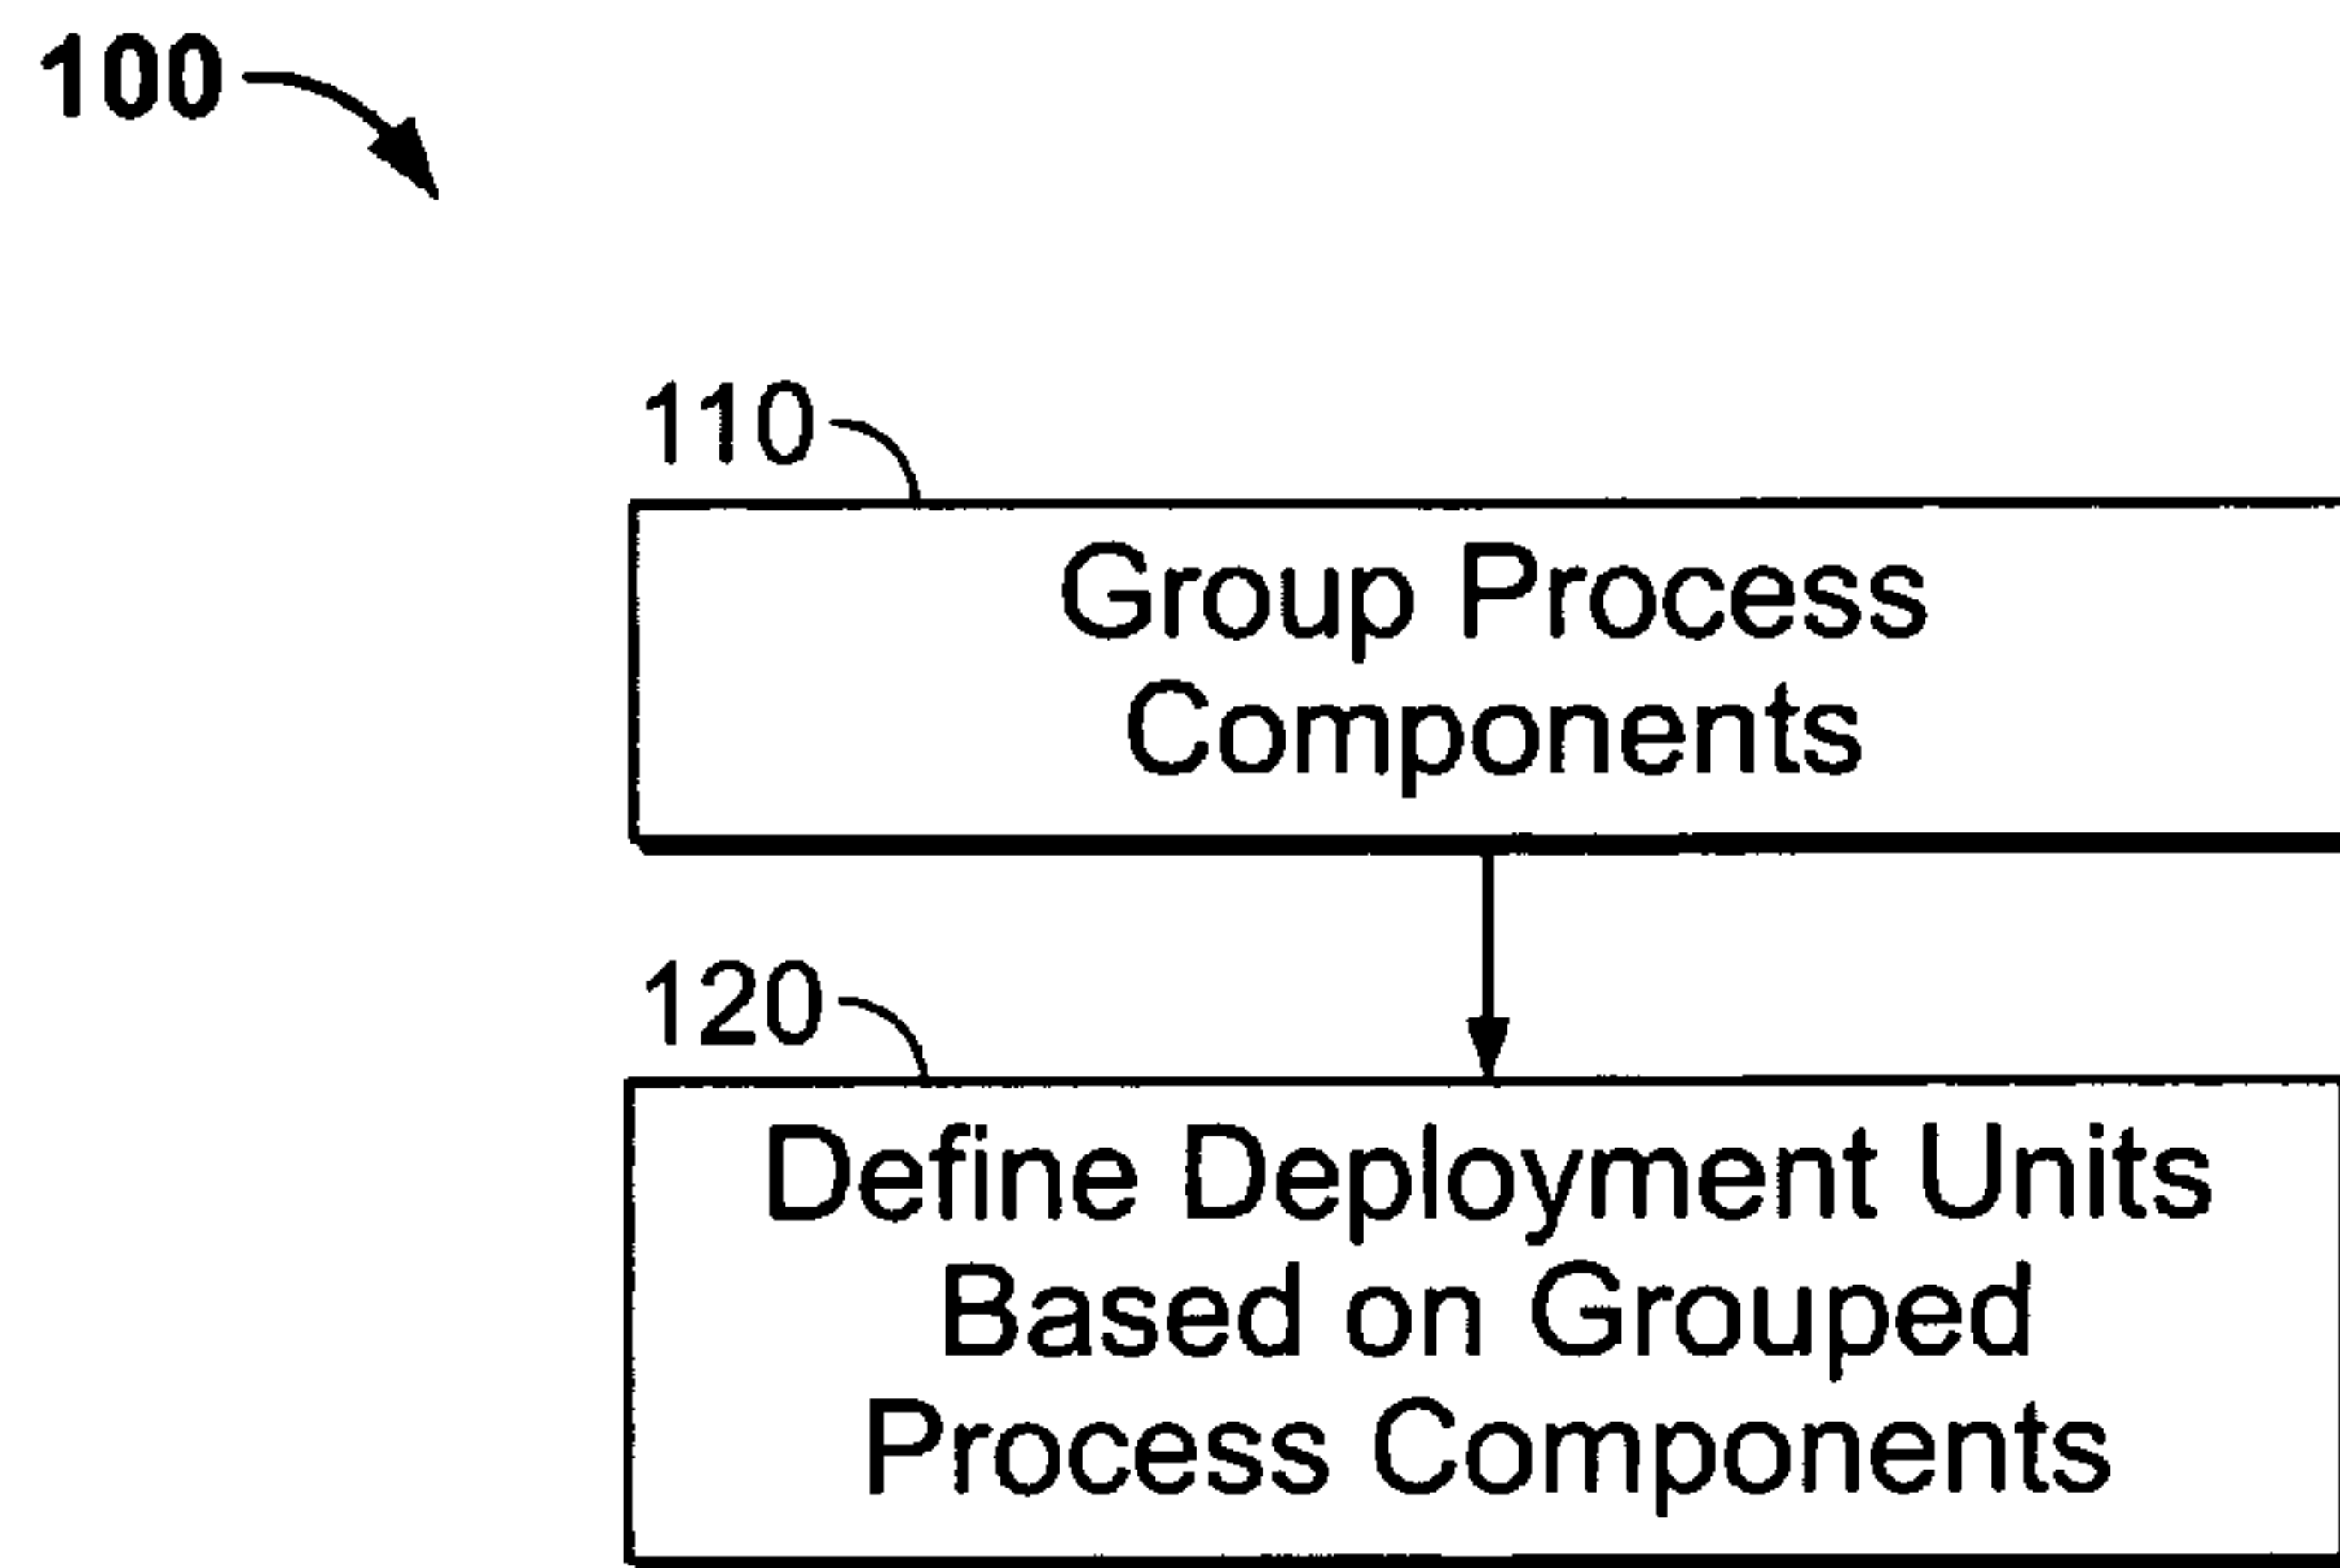 100
110
Group Process
Components
120
Define Deployment Units
Based on Grouped
Process Components